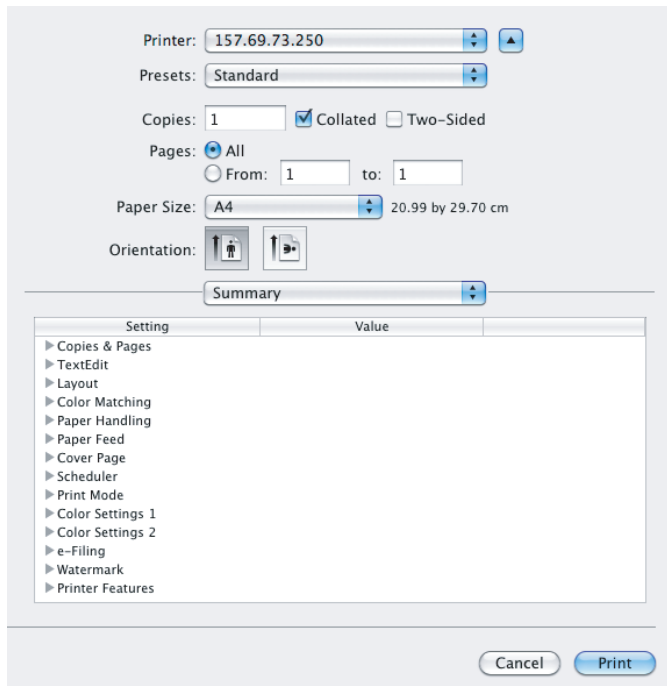 Printer: 157.69.73.250
Presets: Standard
Copies: 1 Collated Two-Sided
Pages: All
From: 1 to: 1
Paper Size: A4 20.99 by 29.70 cm
Orientation:
Summary
Setting Value
Copies & Pages
TextEdit
Layout
Color Matching
Paper Handling
Paper Feed
Cover Page
Scheduler
Print Mode
Color Settings 1
Color Settings 2
e-Filing
Watermark
Printer Features
Cancel Print